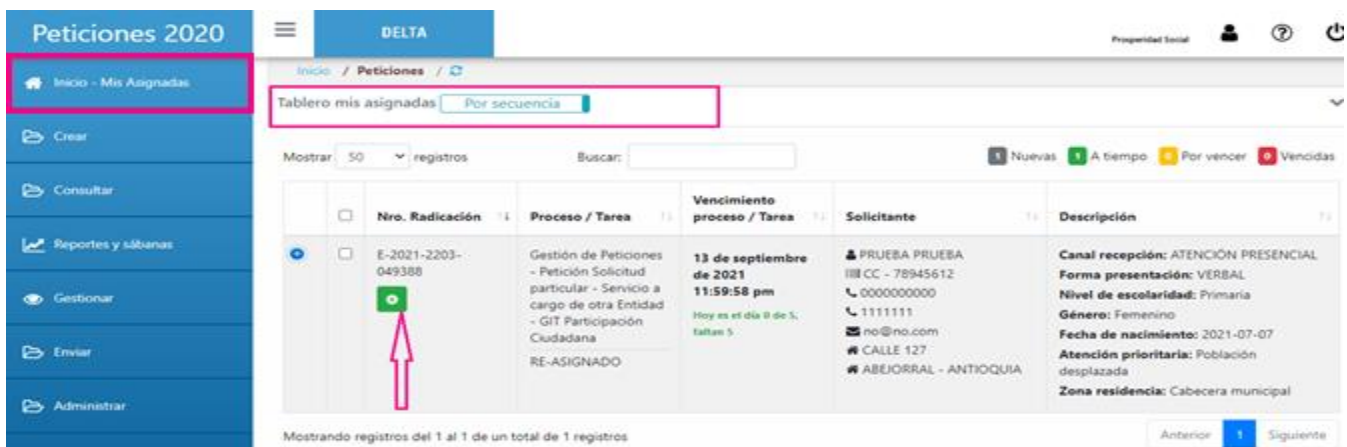 Peticiones 2020
DELTA
Prosperidad Social
Inicio - Mis Asignadas
Inicio / Peticiones /
Tablero mis asignadas Por secuencia
Crear
Mostrar 50 registros Buscar: 1 Nuevas 1 A tiempo 0 Por vencer 0 Vencidas
Consultar
Reportes y sábanas
Gestionar
Enviar
Administrar
Nro. Radicación
Proceso / Tarea
Vencimiento
proceso / Tarea
Solicitante
Descripción
E-2021-2203-
049388
Gestión de Peticiones
- Petición Solicitud
particular - Servicio a
cargo de otra Entidad
- GIT Participación
Ciudadana
RE-ASIGNADO
13 de septiembre
de 2021
11:59:58 pm
Hoy es el día 0 de 5,
faltan 5
PRUEBA PRUEBA
CC - 78945612
0000000000
1111111
no@no.com
CALLE 127
ABEJORRAL - ANTIOQUIA
Canal recepción: ATENCIÓN PRESENCIAL
Forma presentación: VERBAL
Nivel de escolaridad: Primaria
Género: Femenino
Fecha de nacimiento: 2021-07-07
Atención prioritaria: Población
desplazada
Zona residencia: Cabecera municipal
Mostrando registros del 1 al 1 de un total de 1 registros
Anterior 1 Siguiente